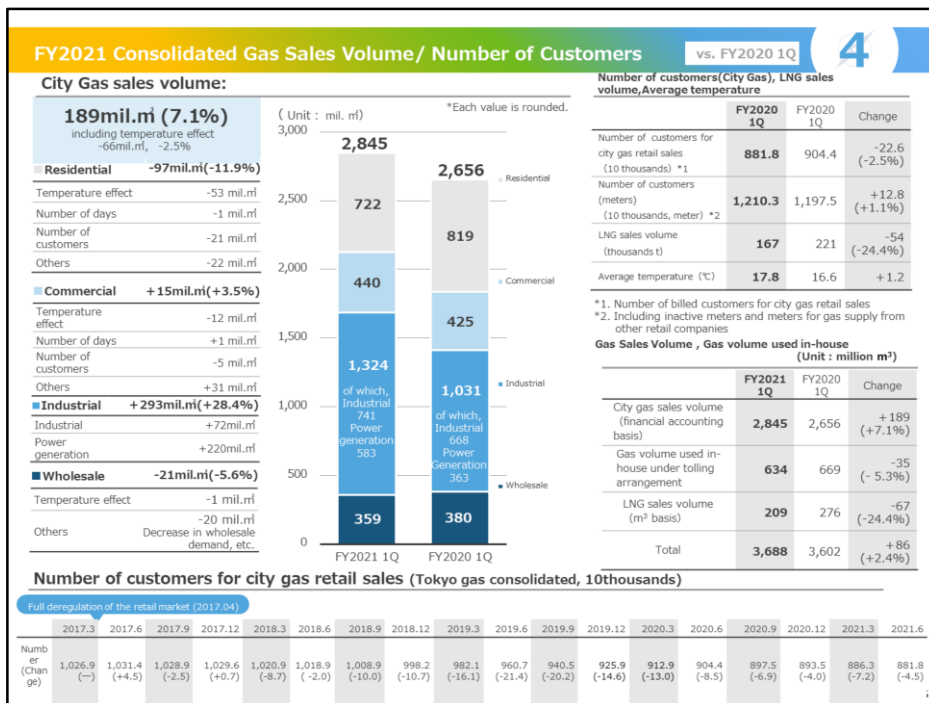 FY2021 Consolidated Gas Sales Volume/ Number of Customers
vs. FY2020 1Q
4
City Gas sales volume:
189mil.㎥ (7.1%)
including temperature effect
-66mil.㎥, -2.5%
Residential -97mil.㎥(-11.9%)
Temperature effect -53 mil.㎥
Number of days -1 mil.㎥
Number of
customers -21 mil.㎥
Others -22 mil.㎥
Commercial +15mil.㎥(+3.5%)
Temperature
effect -12 mil.㎥
Number of days +1 mil.㎥
Number of
customers -5 mil.㎥
Others +31 mil.㎥
Industrial +293mil.㎥(+28.4%)
Industrial +72mil.㎥
Power
generation +220mil.㎥
Wholesale -21mil.㎥(-5.6%)
Temperature effect -1 mil.㎥
Others -20 mil.㎥
Decrease in wholesale
demand, etc.
(Unit : mil. ㎥)
*Each value is rounded.
3,000
2,500
2,000
1,500
1,000
500
0
2,845
722
440
1,324
of which,
Industrial
741
Power
generation
583
359
FY2021 1Q
2,656
819
425
1,031
of which,
Industrial
668
Power
Generation
363
380
FY2020 1Q
Residential
Commercial
Industrial
Wholesale
Number of customers(City Gas), LNG sales
volume,Average temperature
FY2020
1Q
FY2020
1Q
Change
Number of customers for
city gas retail sales
(10 thousands) *1
881.8 904.4 -22.6
(-2.5%)
Number of customers
(meters)
(10 thousands, meter) *2
1,210.3 1,197.5 +12.8
(+1.1%)
LNG sales volume
(thousands t)
167 221 -54
(-24.4%)
Average temperature (℃) 17.8 16.6 +1.2
*1. Number of billed customers for city gas retail sales
*2. Including inactive meters and meters for gas supply from
other retail companies
Gas Sales Volume , Gas volume used in-house
(Unit : million m³)
FY2021
1Q
FY2020
1Q
Change
City gas sales volume
(financial accounting
basis)
2,845 2,656 +189
(+7.1%)
Gas volume used in-
house under tolling
arrangement
634 669 -35
(- 5.3%)
LNG sales volume
(m³ basis)
209 276 -67
(-24.4%)
Total 3,688 3,602 +86
(+2.4%)
Number of customers for city gas retail sales (Tokyo gas consolidated, 10thousands)
Full deregulation of the retail market (2017.04)
2017.3 2017.6 2017.9 2017.12 2018.3 2018.6 2018.9 2018.12 2019.3 2019.6 2019.9 2019.12 2020.3 2020.6 2020.9 2020.12 2021.3 2021.6
Numb
er
(Chan
ge)
1,026.9 1,031.4 1,028.9 1,029.6 1,020.9 1,018.9 1,008.9 998.2 982.1 960.7 940.5 925.9 912.9 904.4 897.5 893.5 886.3 881.8
(—) (+4.5) (-2.5) (+0.7) (-8.7) ( -2.0) (-10.0) (-10.7) (-16.1) (-21.4) (-20.2) (-14.6) (-13.0) (-8.5) (-6.9) (-4.0) (-7.2) (-4.5)